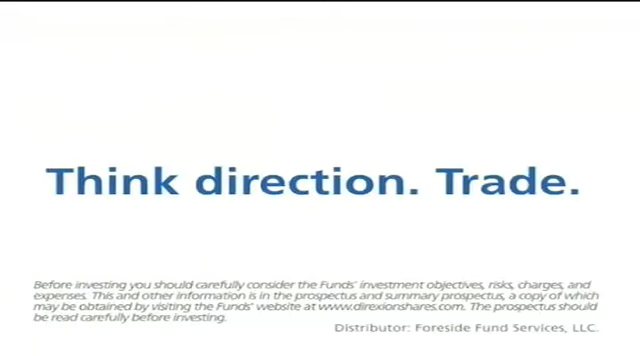 Think direction. Trade.
Before investing you should carefully consider the Funds' investment objectives, risks, charges, and
expenses. This and other information is in the prospectus and summary prospectus, a copy of which
may be obtained by visiting the Funds' website at www.direxionshares.com. The prospectus should
be read carefully before investing.
Distributor: Foreside Fund Services, LLC.